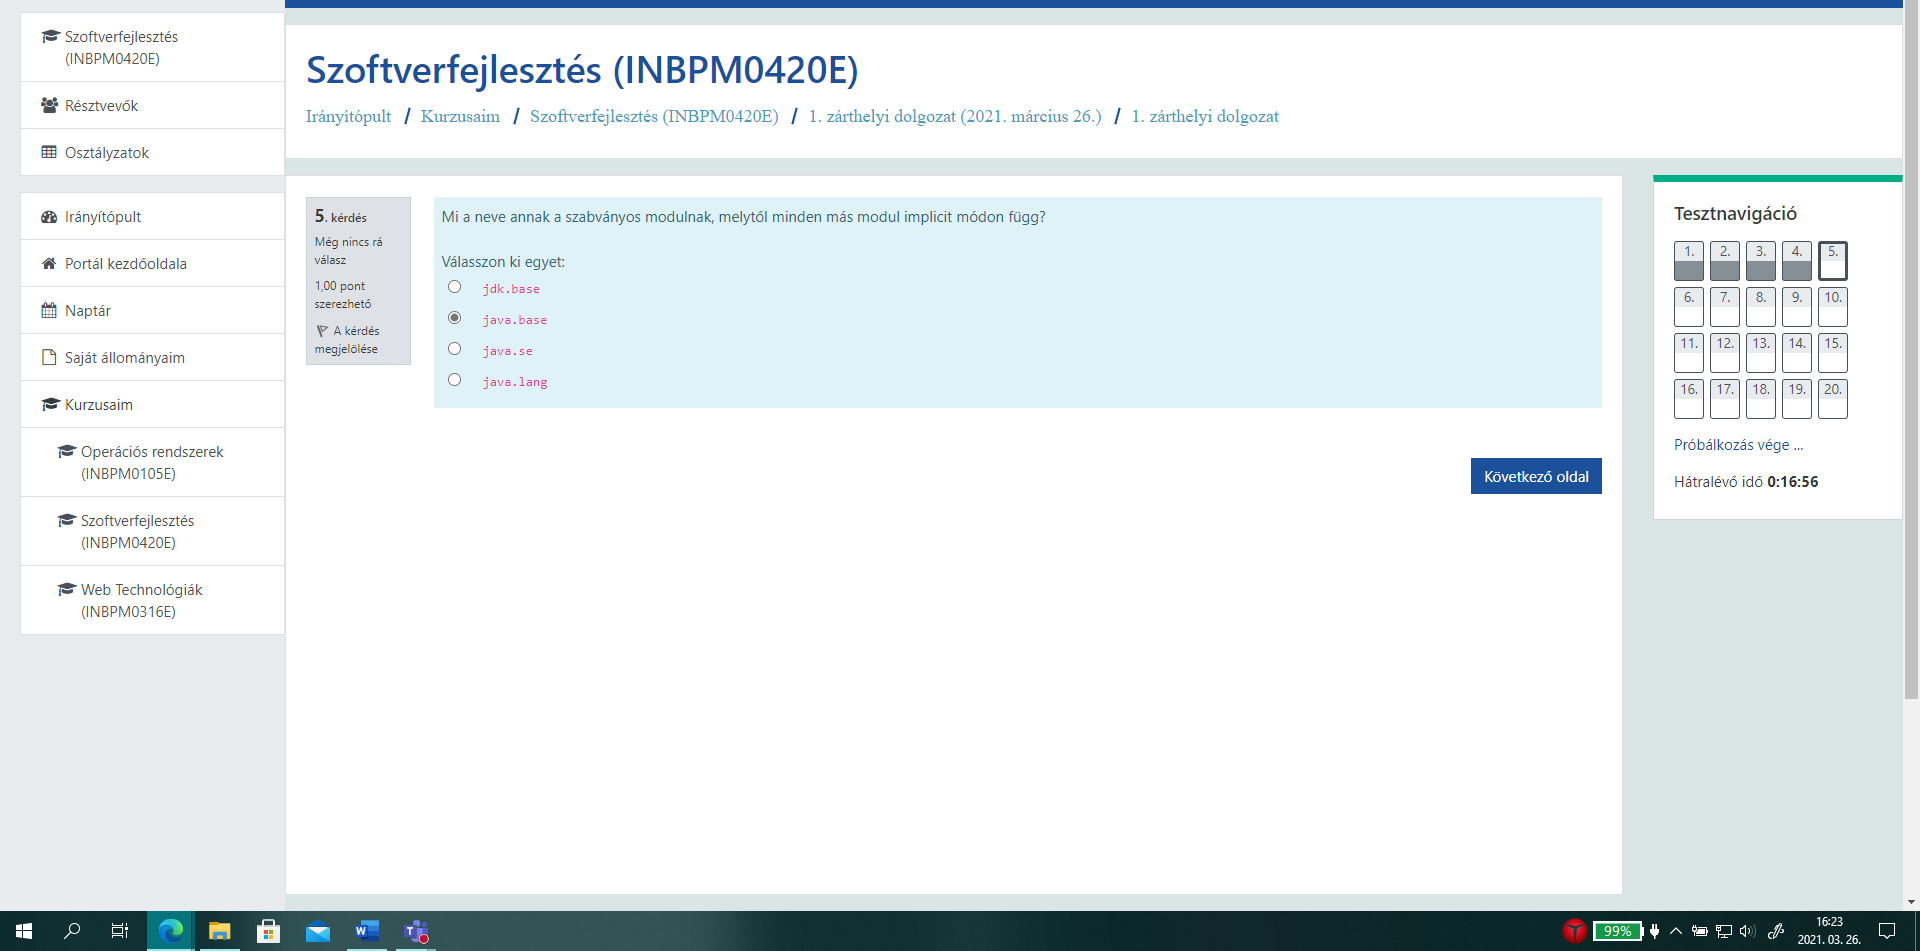 Szoftverfejlesztés
(INBPM0420E)
Résztvevők
Osztályzatok
Irányítópult
Portál kezdőoldala
Naptár
Saját állományaim
Kurzusaim
Operációs rendszerek
(INBPM0105E)
Szoftverfejlesztés
(INBPM0420E)
Web Technológiák
(INBPM0316E)
Szoftverfejlesztés (INBPM0420E)
Irányítópult / Kurzusaim / Szoftverfejlesztés (INBPM0420E) / 1. zárthelyi dolgozat (2021. március 26.) / 1. zárthelyi dolgozat
5. kérdés
Még nincs rá
válasz
1,00 pont
szerezhető
A kérdés
megjelölése
Mi a neve annak a szabványos modulnak, melytől minden más modul implicit módon függ?
Válasszon ki egyet:
jdk.base
java.base
java.se
java.lang
Következő oldal
Tesztnavigáció
1. 2. 3. 4. 5.
6. 7. 8. 9. 10.
11. 12. 13. 14. 15.
16. 17. 18. 19. 20.
Próbálkozás vége ...
Hátralévő idő 0:16:56
99%
16:23
2021. 03. 26.